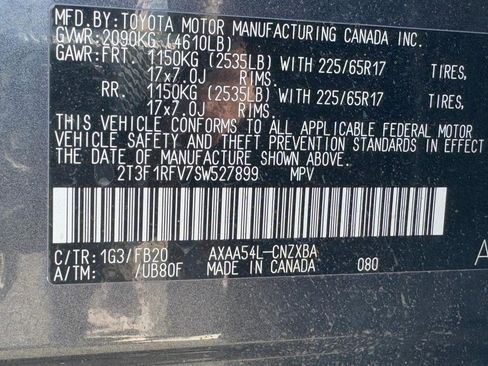 MFD.BY:TOYOTA MOTOR MANUFACTURING CANADA INC.
GVWR:2090KG (4610LB)
GAWR:FRT. 1150KG (2535LB) WITH 225/65R17 TIRES,
17x7.0J RIMS.
RR. 1150KG (2535LB) WITH 225/65R17 TIRES,
17x7.0J RIMS.
THIS VEHICLE CONFORMS TO ALL APPLICABLE FEDERAL MOTOR
VEHICLE SAFETY AND THEFT PREVENTION STANDARDS IN
EFFECT ON THE DATE OF MANUFACTURE SHOWN ABOVE.
2T3F1RFV7SW527899 MPV
C/TR: 1G3/FB20 AXAA54L-CNZXBA A
A/TM: /UB80F MADE IN CANADA 080